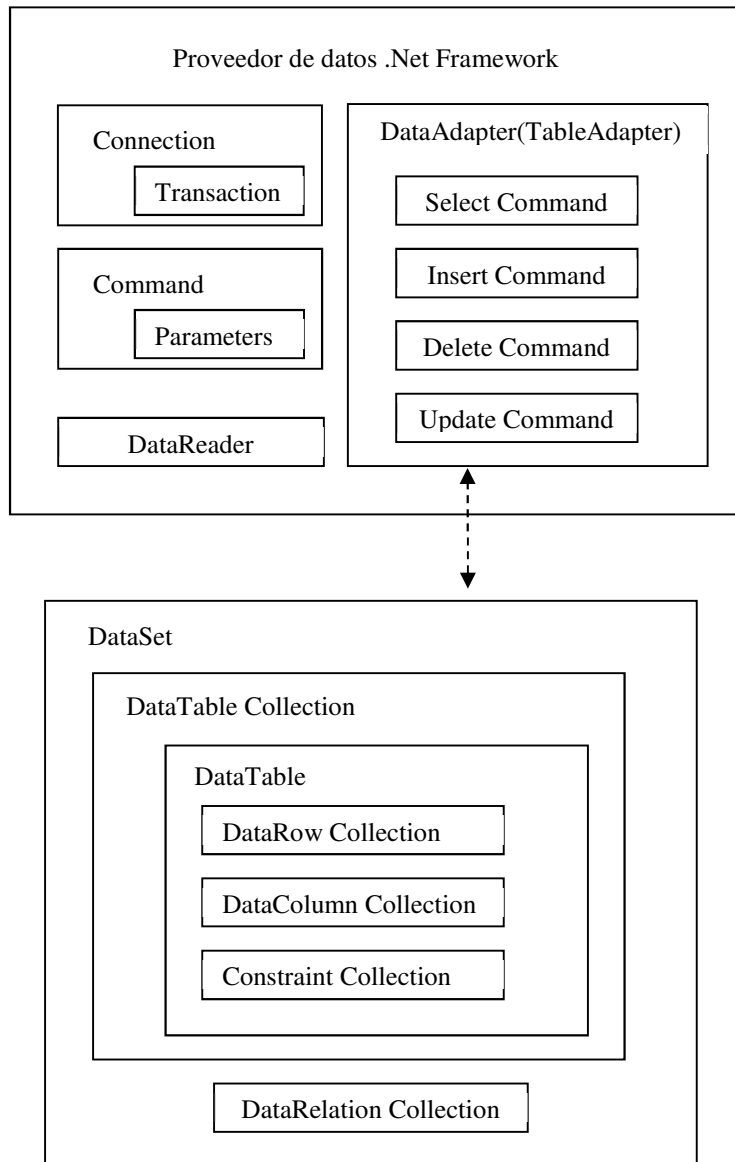 Proveedor de datos .Net Framework
Connection
Transaction
Command
Parameters
DataReader
DataAdapter(TableAdapter)
Select Command
Insert Command
Delete Command
Update Command
DataSet
DataTable Collection
DataTable
DataRow Collection
DataColumn Collection
Constraint Collection
DataRelation Collection